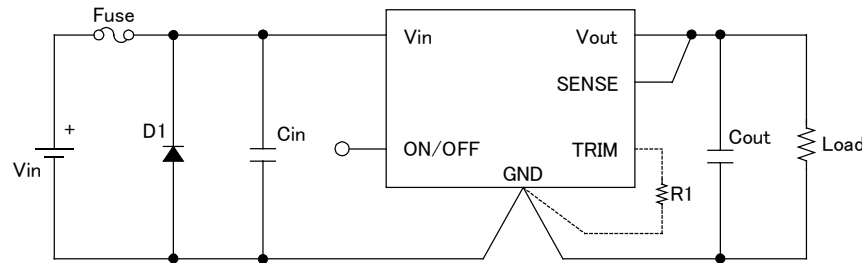 Fuse
Vin
Vout
SENSE
+
D1
Cin
Cout
Load
Vin
ON/OFF
TRIM
GND
R1